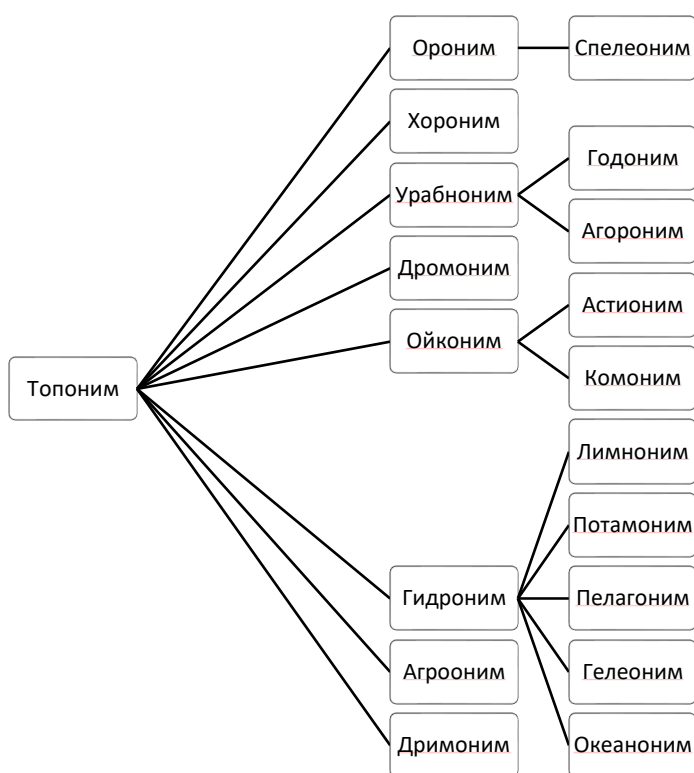 Топоним
Ороним
Спелеоним
Хороним
Урабноним
Годоним
Агороним
Дромоним
Ойконим
Астионим
Комоним
Гидроним
Лимноним
Потамоним
Пелагоним
Гелеоним
Океаноним
Агрооним
Дримоним